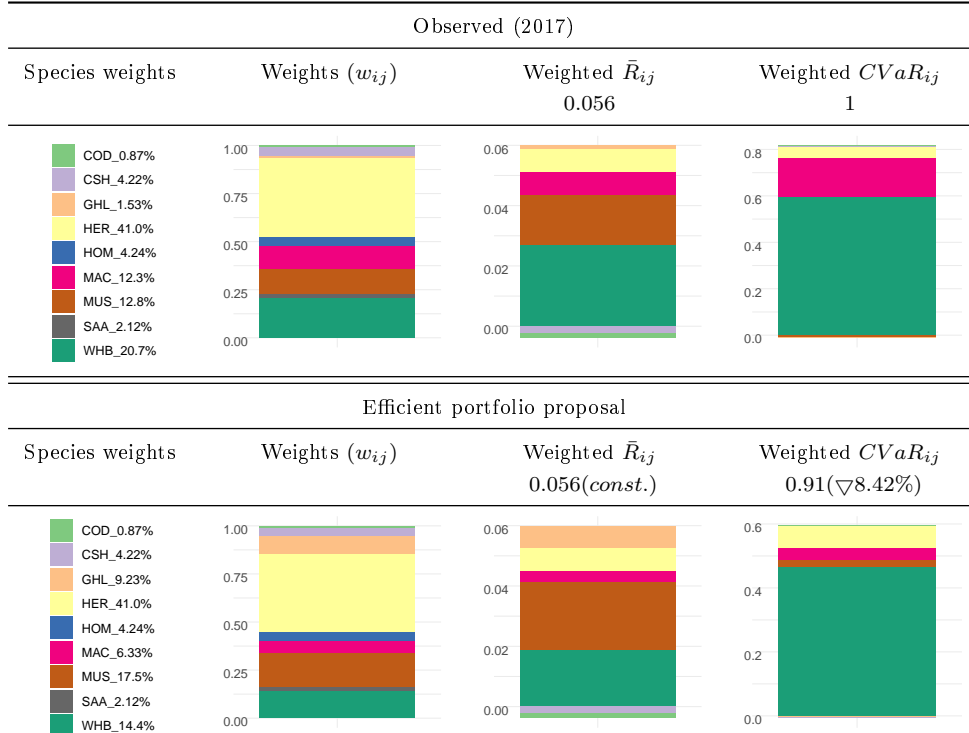 Observed (2017)
Species weights Weights (w_ij) Weighted R̄_ij Weighted CVaR_ij
0.056 1
COD_0.87%
CSH_4.22%
GHL_1.53%
HER_41.0%
HOM_4.24%
MAC_12.3%
MUS_12.8%
SAA_2.12%
WHB_20.7%
1.00
0.75
0.50
0.25
0.00
0.06
0.04
0.02
0.00
0.8
0.6
0.4
0.2
0.0
Efficient portfolio proposal
Species weights Weights (w_ij) Weighted R̄_ij Weighted CVaR_ij
0.056(const.) 0.91(▽8.42%)
COD_0.87%
CSH_4.22%
GHL_9.23%
HER_41.0%
HOM_4.24%
MAC_6.33%
MUS_17.5%
SAA_2.12%
WHB_14.4%
1.00
0.75
0.50
0.25
0.00
0.06
0.04
0.02
0.00
0.6
0.4
0.2
0.0